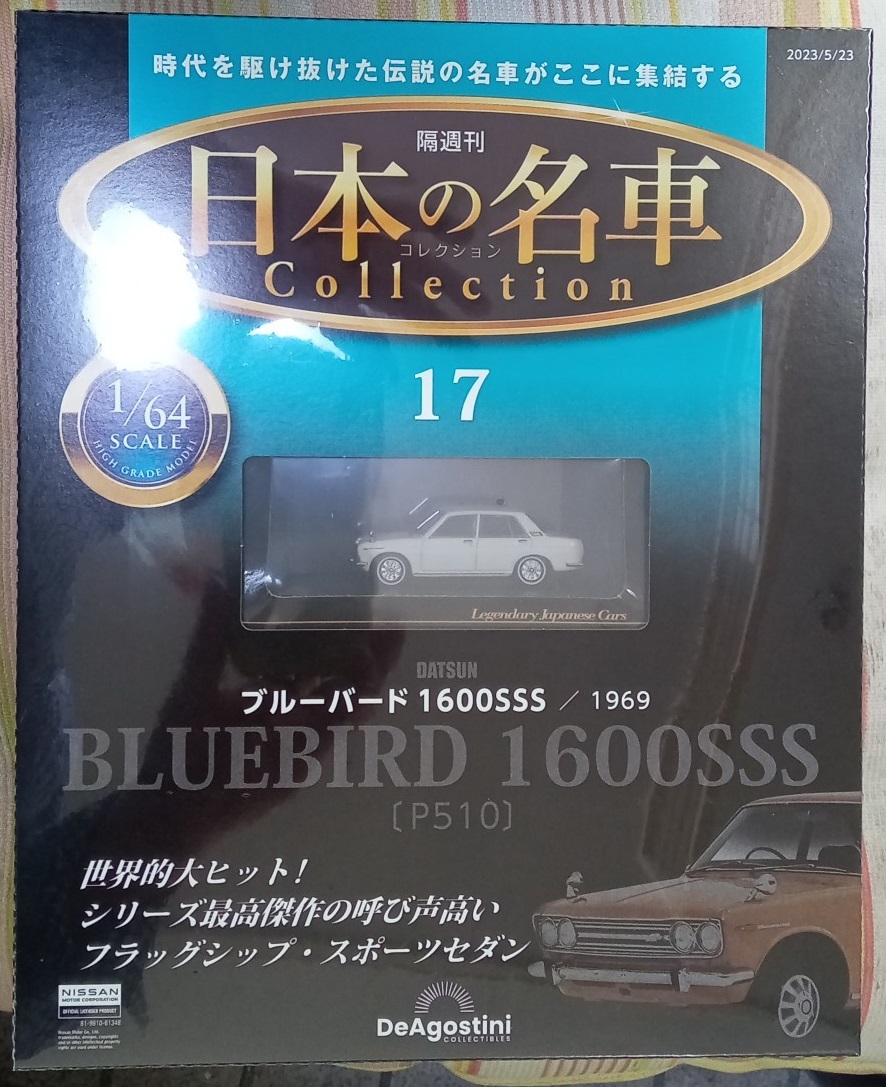 2023/5/23
時代を駆け抜けた伝説の名車がここに集結する
隔週刊
日本の名車
コレクション
Collection
17
1/64
SCALE
HIGH GRADE MODEL
Legendary Japanese Cars
DATSUN
ブルーバード 1600SSS / 1969
BLUEBIRD 1600SSS
〔P510〕
世界的大ヒット!
シリーズ最高傑作の呼び声高い
フラッグシップ・スポーツセダン
NISSAN
MOTOR CORPORATION
OFFICIAL LICENSED PRODUCT
DeAgostini
COLLECTIBLES